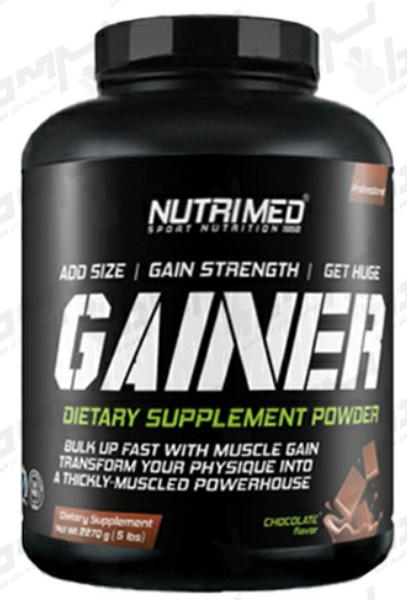 Professional
NUTRIMED®
SPORT NUTRITION 1950
ADD SIZE | GAIN STRENGTH | GET HUGE
GAINER
DIETARY SUPPLEMENT POWDER
BULK UP FAST WITH MUSCLE GAIN
TRANSFORM YOUR PHYSIQUE INTO
A THICKLY-MUSCLED POWERHOUSE
Dietary Supplement
Net Wt. 2270 g (5 lbs)
CHOCOLATE
flavor